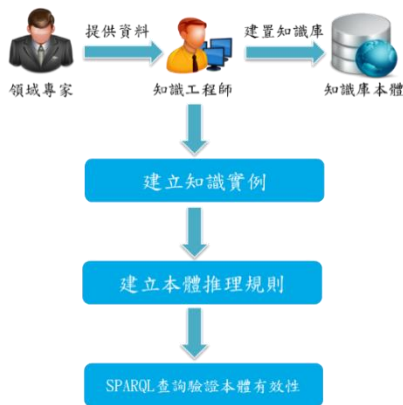 提供資料
建置知識庫
領域專家
知識工程師
知識庫本體
建立知識實例
建立本體推理規則
SPARQL查詢驗證本體有效性